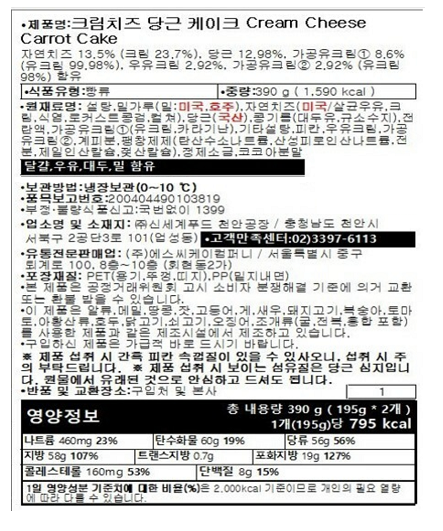 •제품명:크림치즈 당근 케이크 Cream Cheese
Carrot Cake
자연치즈 13.5% (크림 23.7%), 당근 12.98%, 가공유크림① 8.6%
(유크림 99.98%), 우유크림 2.92%, 가공유크림② 2.92% (유크림
98%) 함유
•식품유형:빵류 •중량:390 g ( 1,590 kcal )
•원재료명: 설탕,밀가루(밀:미국,호주),자연치즈(미국/살균우유,크
림,식염,로커스트콩검,컬쳐),당근(국산),콩기름(대두유,규소수지),전
란액,가공유크림①(유크림,카라기난),기타설탕,피칸,우유크림,가공
유크림②,계피분,팽창제제(탄산수소나트륨,산성피로인산나트륨,전
분,제일인산칼슘,젖산칼슘),정제소금,코코아분말
달걀,우유,대두,밀 함유
•보관방법:냉장보관(0~10 ℃)
•품목보고번호:200404490103819
•부정·불량식품신고:국번없이 1399
•업소명 및 소재지: ㈜신세계푸드 천안공장 / 충청남도 천안시
서북구 2공단3로 101(업성동) •고객만족센터:02)3397-6113
•유통전문판매업: (주)에스씨케이컴퍼니 / 서울특별시 중구
퇴계로 100, 8층~10층 (회현동2가)
•포장재질: PET(용기,뚜껑,띠지),PP(밑지내면)
•본 제품은 공정거래위원회 고시 소비자 분쟁해결 기준에 의거 교환
또는 환불 받을 수 있습니다.
•이 제품은 알류,메밀,땅콩,잣,고등어,게,새우,돼지고기,복숭아,토마
토,아황산류,호두,닭고기,쇠고기,오징어,조개류(굴,전복,홍합 포함)
를 사용한 제품과 같은 제조시설에서 제조하고 있습니다.
•구입하신 제품은 가급적 바로 드시기 바랍니다.
※ 제품 섭취 시 간혹 피칸 속껍질이 있을 수 있사오니, 섭취 시 주
의 부탁드립니다. ※ 제품 섭취 시 보이는 섬유질은 당근 심지입니
다. 원물에서 유래된 것으로 안심하고 드셔도 됩니다.
•반품 및 교환장소:구입처 및 본사 1
영양정보 총 내용량 390 g ( 195g * 2개 )
1개(195g)당 795 kcal
나트륨 460mg 23% 탄수화물 60g 19% 당류 56g 56%
지방 58g 107% 트랜스지방 0.7g 포화지방 19g 127%
콜레스테롤 160mg 53% 단백질 8g 15%
1일 영양성분 기준치에 대한 비율(%)은 2,000kcal 기준이므로 개인의 필요 열량
에 따라 다를 수 있습니다.